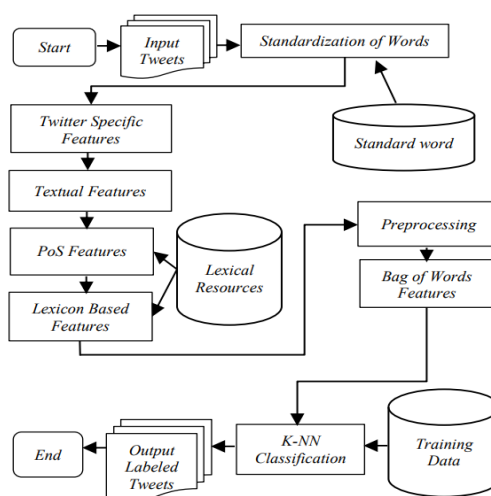 Start
Input
Tweets
Standardization of Words
Twitter Specific
Features
Standard word
Textual Features
PoS Features
Lexical
Resources
Lexicon Based
Features
Preprocessing
Bag of Words
Features
K-NN
Classification
Training
Data
Output
Labeled
Tweets
End